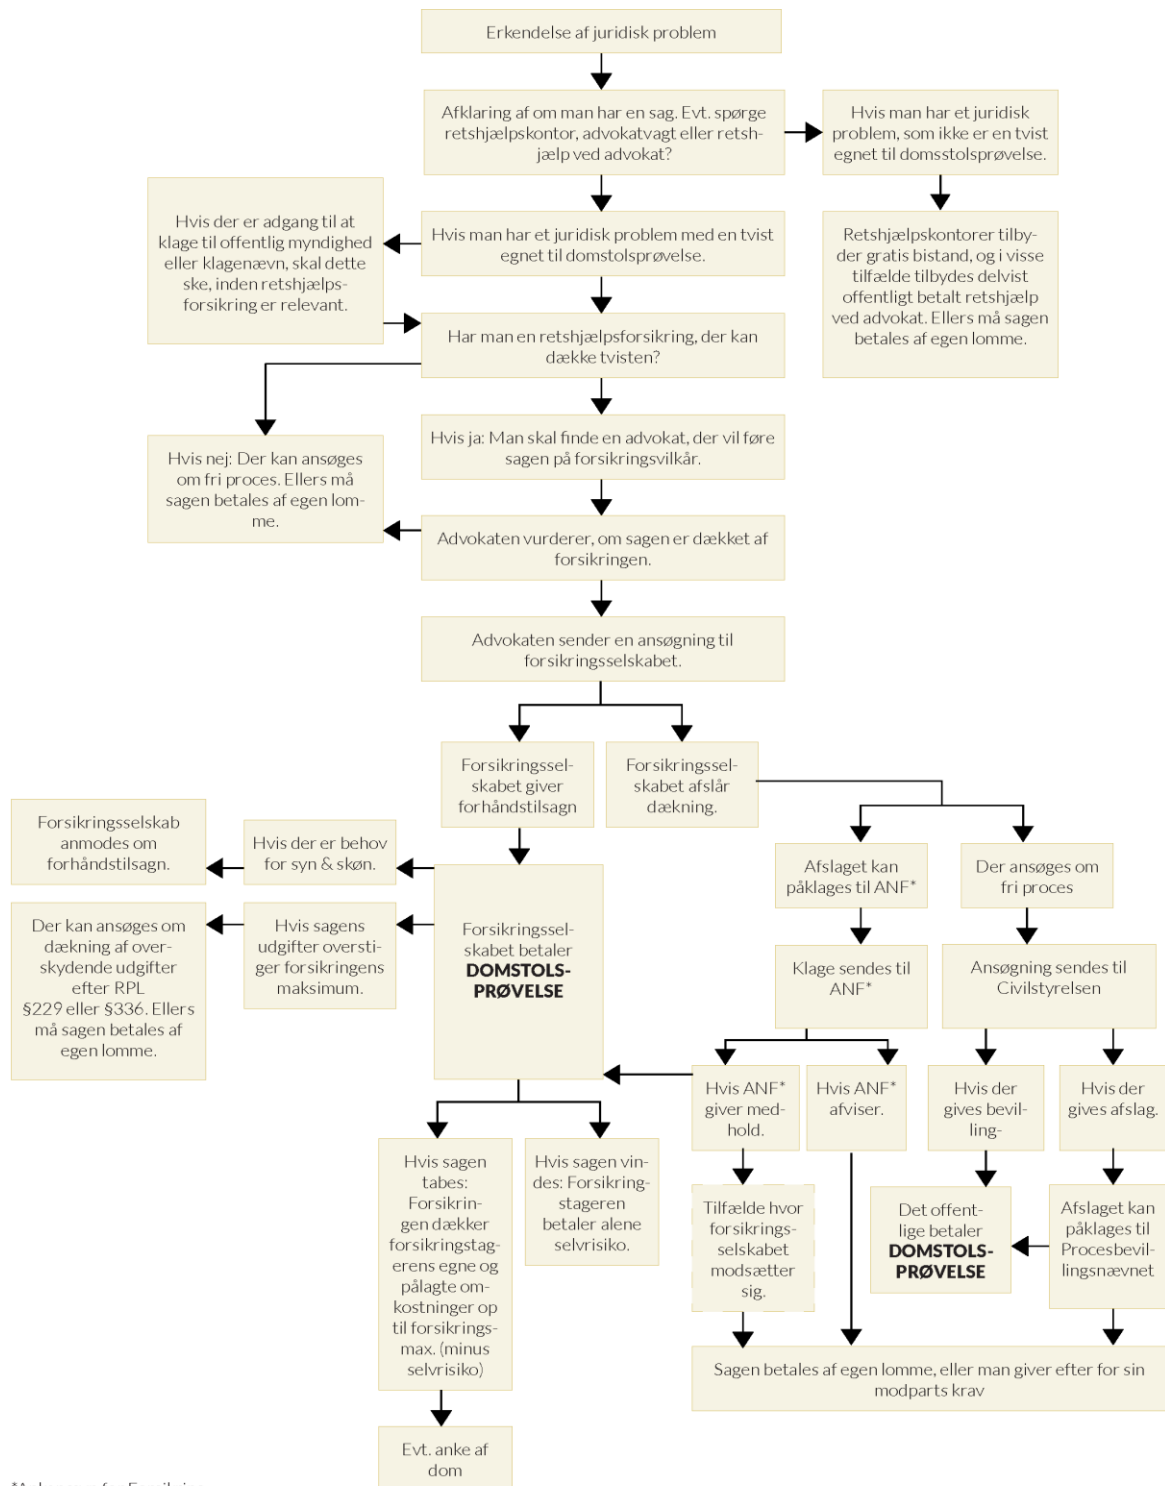 Erkendelse af juridisk problem
Afklaring af om man har en sag. Evt. spørge
retshjælpskontor, advokatvagt eller retshjælp
ved advokat?
Hvis man har et juridisk
problem, som ikke er en tvist
egnet til domsstolsprøvelse.
Hvis der er adgang til at
klage til offentlig myndighed
eller klagenævn, skal dette
ske, inden retshjælps-
forsikring er relevant.
Hvis man har et juridisk problem med en tvist
egnet til domstolsprøvelse.
Retshjælpskontorer tilby-
der gratis bistand, og i visse
tilfælde tilbydes delvist
offentligt betalt retshjælp
ved advokat. Ellers må sagen
betales af egen lomme.
Har man en retshjælpsforsikring, der kan
dække tvisten?
Hvis ja: Man skal finde en advokat, der vil føre
sagen på forsikringsvilkår.
Hvis nej: Der kan ansøges
om fri proces. Ellers må
sagen betales af egen lom-
me.
Advokaten vurderer, om sagen er dækket af
forsikringen.
Advokaten sender en ansøgning til
forsikringsselskabet.
Forsikringssel-
skabet giver
forhåndstilsagn
Forsikringssel-
skabet afslår
dækning.
Forsikringsselskab
anmodes om
forhåndstilsagn.
Hvis der er behov
for syn & skøn.
Afslaget kan
påklages til ANF*
Der ansøges om
fri proces
Der kan ansøges om
dækning af over-
skydende udgifter
efter RPL
§229 eller §336. Ellers
må sagen betales af
egen lomme.
Hvis sagens
udgifter oversti-
ger forsikringens
maksimum.
Forsikringssel-
skabet betaler
DOMSTOLS-
PRØVELSE
Klage sendes til
ANF*
Ansøgning sendes til
Civilstyrelsen
Hvis ANF*
giver med-
hold.
Hvis ANF*
afviser.
Hvis der
gives bevil-
ling-
Hvis der
gives afslag.
Hvis sagen
tabes:
Forsikrin-
gen dækker
forsikringstag-
erens egne og
pålagte om-
kostninger op
til forsikrings-
max. (minus
selvrisiko)
Hvis sagen vin-
des: Forsikring-
stageren
betaler alene
selvrisiko.
Tilfælde hvor
forsikrings-
selskabet
modsætter
sig.
Det offent-
lige betaler
DOMSTOLS-
PRØVELSE
Afslaget kan
påklages til
Procesbevil-
lingsnævnet
Sagen betales af egen lomme, eller man giver efter for sin
modparts krav
Evt. anke af
dom